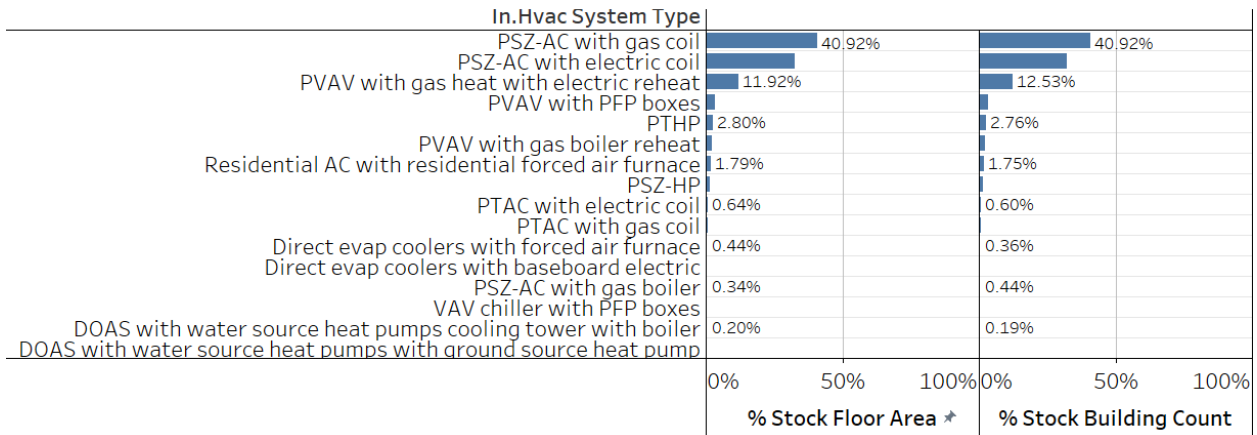 In.Hvac System Type
PSZ-AC with gas coil 40.92% 40.92%
PSZ-AC with electric coil
PVAV with gas heat with electric reheat 11.92% 12.53%
PVAV with PFP boxes
PTHP 2.80% 2.76%
PVAV with gas boiler reheat
Residential AC with residential forced air furnace 1.79% 1.75%
PSZ-HP
PTAC with electric coil 0.64% 0.60%
PTAC with gas coil
Direct evap coolers with forced air furnace 0.44% 0.36%
Direct evap coolers with baseboard electric
PSZ-AC with gas boiler 0.34% 0.44%
VAV chiller with PFP boxes
DOAS with water source heat pumps cooling tower with boiler 0.20% 0.19%
DOAS with water source heat pumps with ground source heat pump
0% 50% 100% 0% 50% 100%
% Stock Floor Area % Stock Building Count